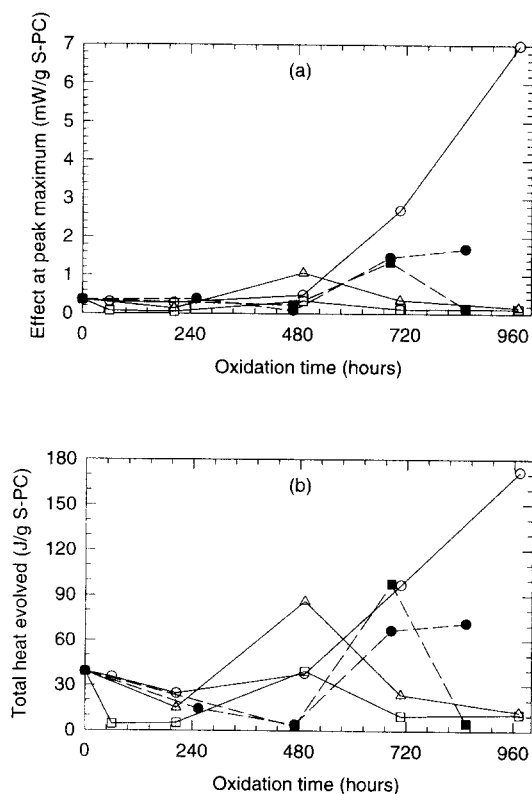 (a)
Effect at peak maximum (mW/g S-PC)
7
6
5
4
3
2
1
0
0 240 480 720 960
Oxidation time (hours)
(b)
Total heat evolved (J/g S-PC)
180
150
120
90
60
30
0
0 240 480 720 960
Oxidation time (hours)